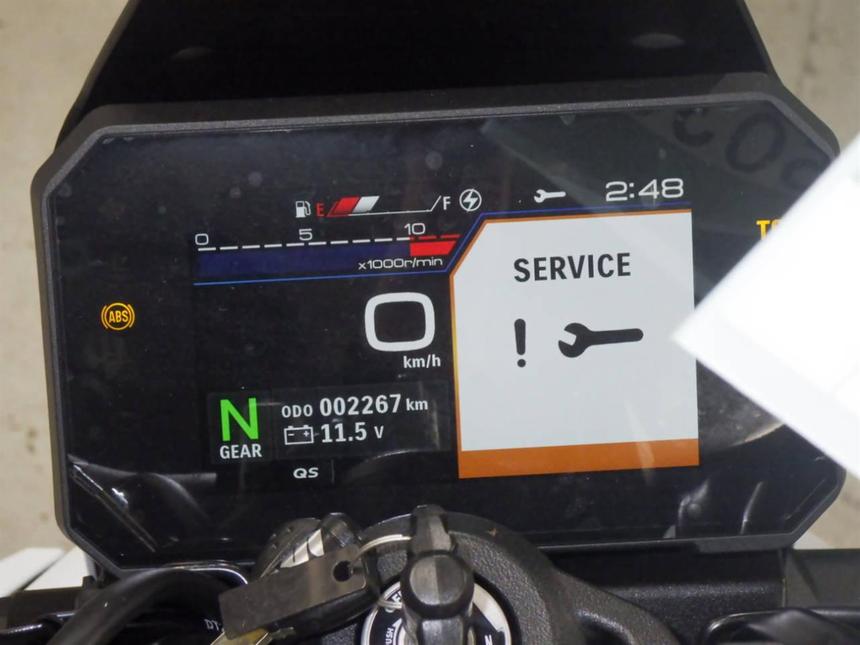 E F 2:48
0 5 10
x1000r/min
SERVICE
!
ABS
0
km/h
N
GEAR
ODO 002267 km
11.5 V
QS